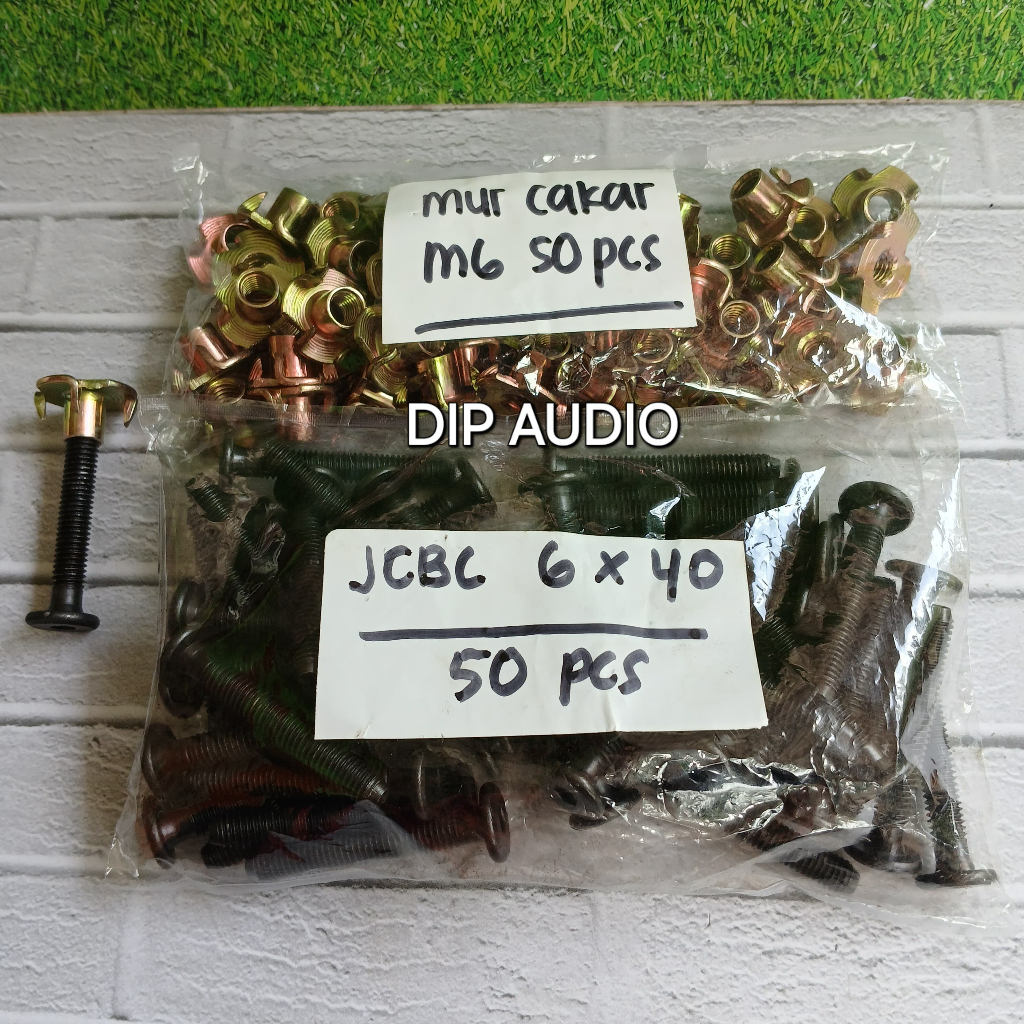 mur cakar
m6 50 pcs
DIP AUDIO
JCBC 6 x 40
50 pcs